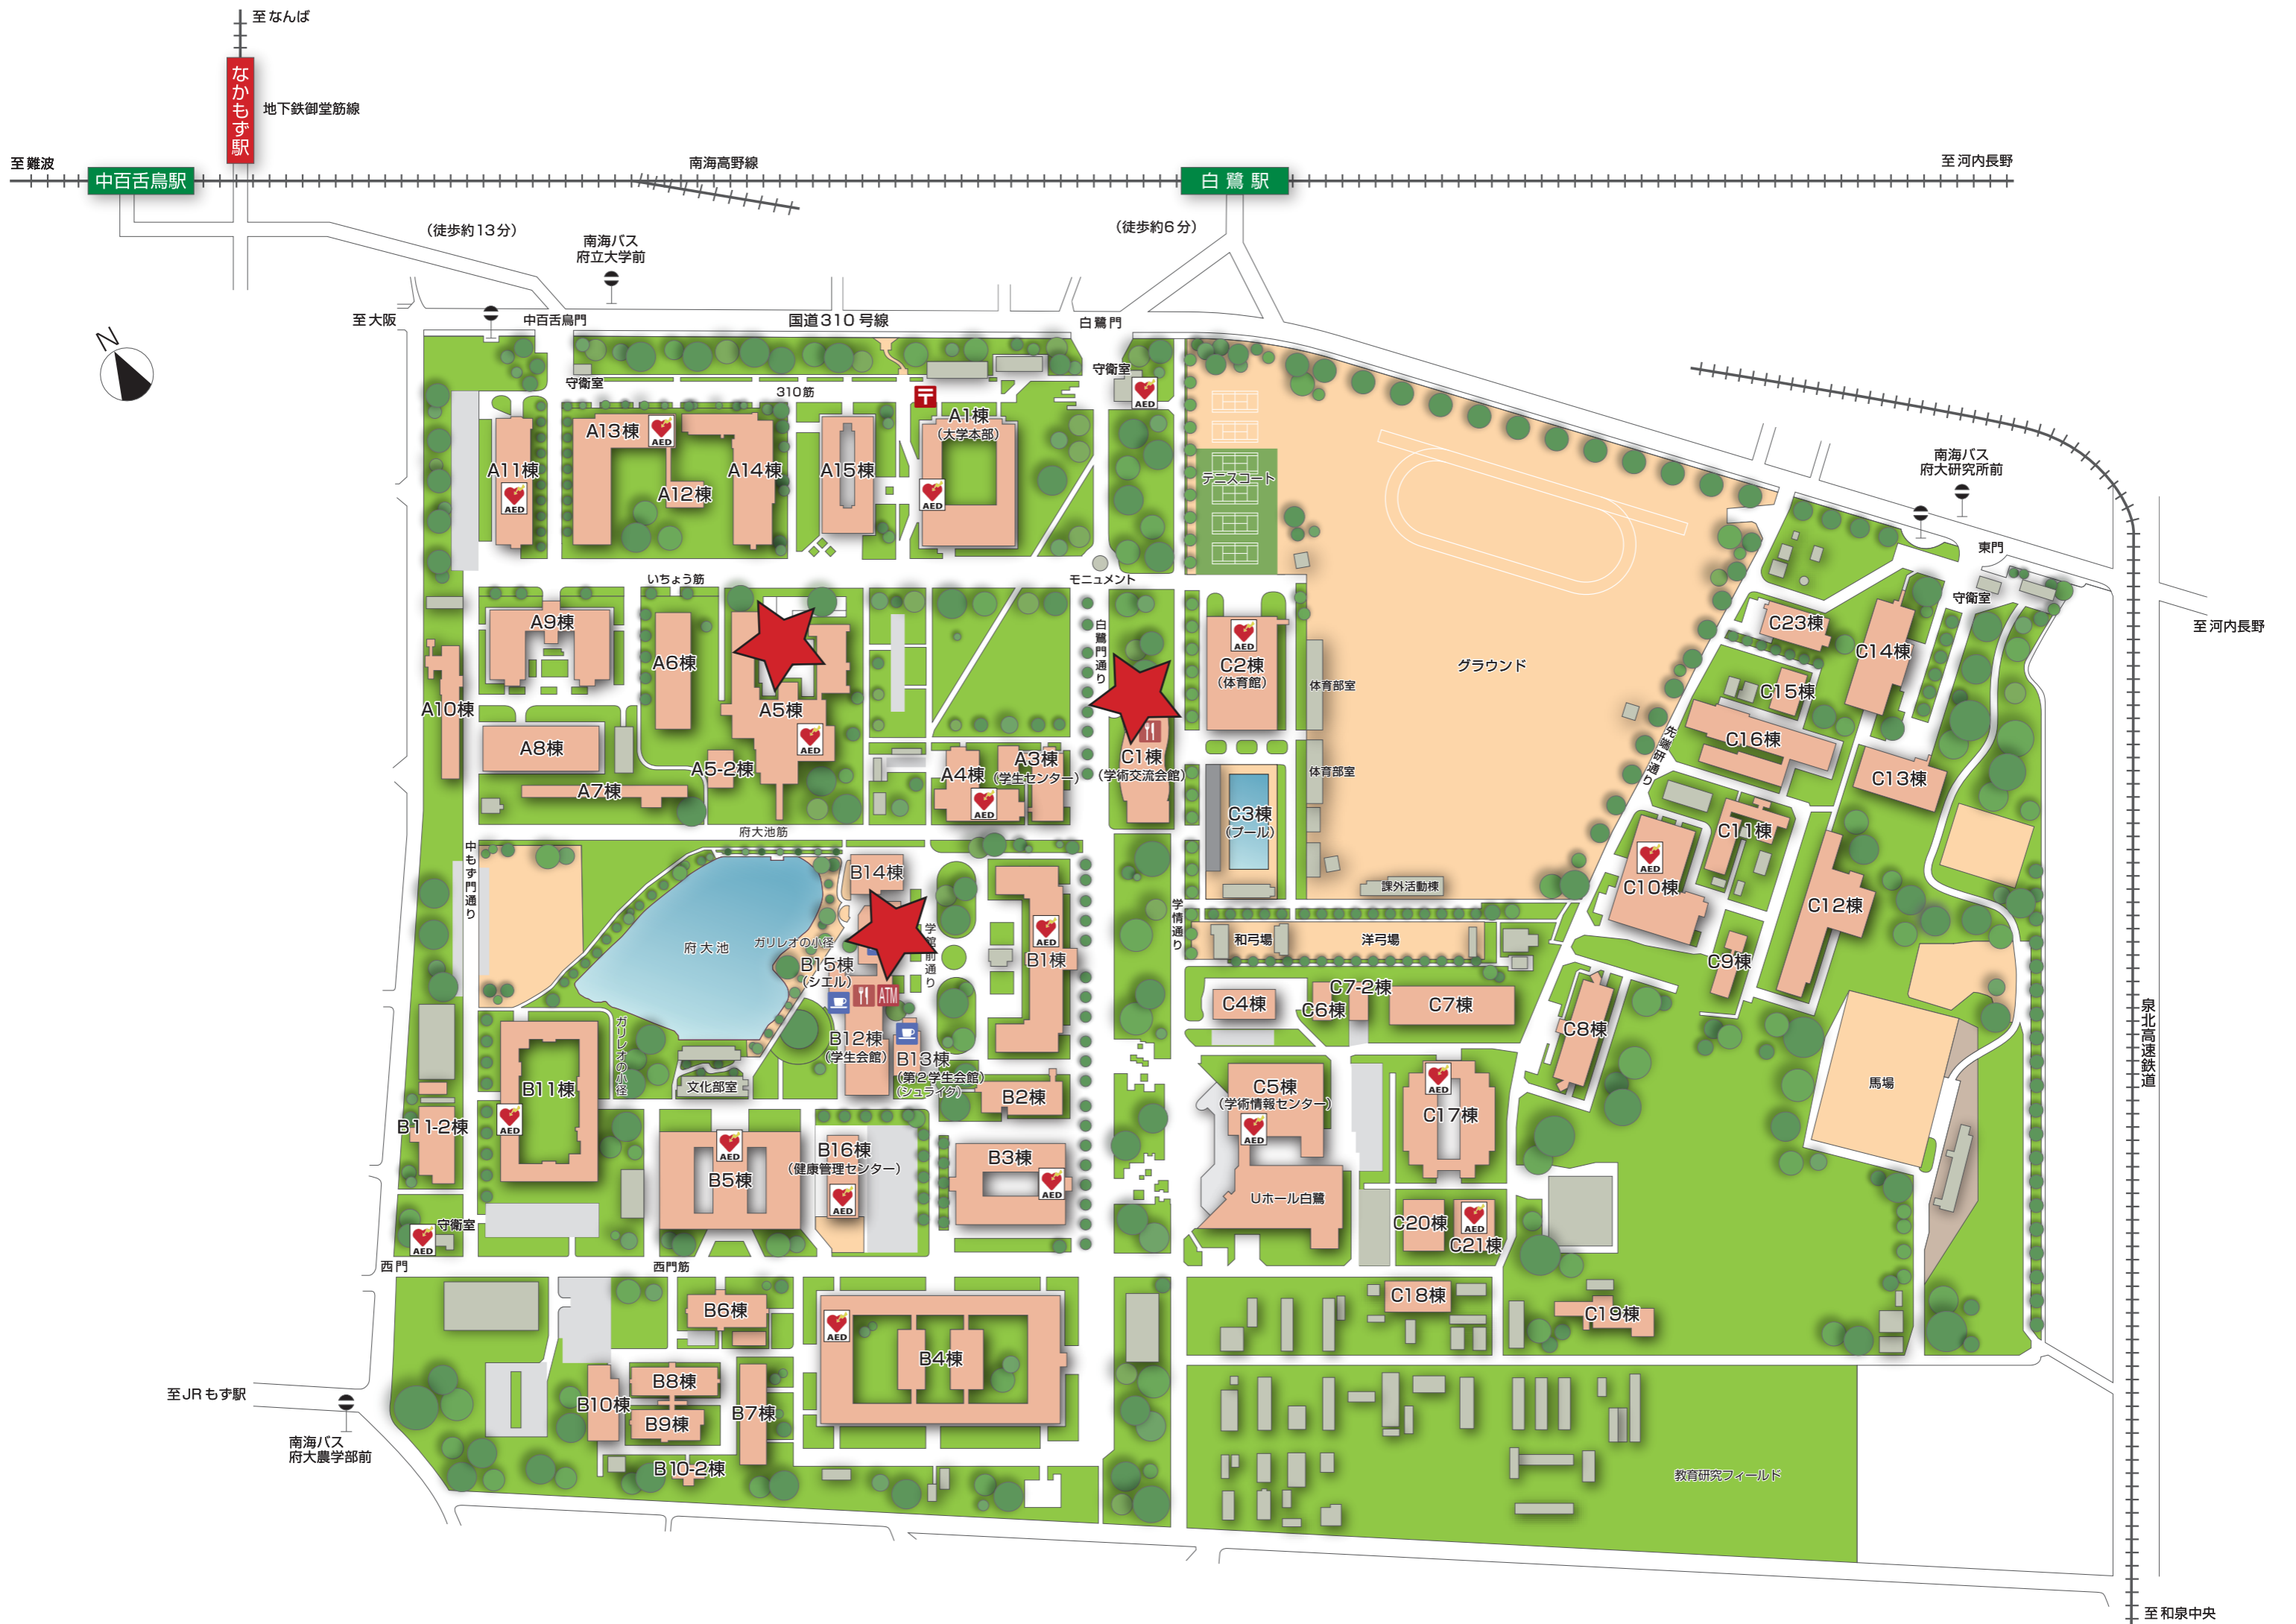 至なんば
なかもず駅
地下鉄御堂筋線
至難波
中百舌鳥駅
南海高野線
白鷺駅
至河内長野
（徒歩約13分）
（徒歩約6分）
南海バス
府立大学前
至大阪
中百舌鳥門
国道310号線
白鷺門
N
守衛室
310筋
守衛室
AED
A13棟
AED
A1棟
（大学本部）
A11棟
AED
A12棟
A14棟
A15棟
AED
テニスコート
南海バス
府大研究所前
東門
守衛室
至河内長野
いちょう筋
モニュメント
A9棟
A6棟
白鷺門通り
AED
C2棟
（体育館）
体育部室
グラウンド
C23棟
C14棟
C15棟
A10棟
A5棟
AED
A8棟
A5-2棟
A7棟
A4棟
AED
A3棟
（学生センター）
C1棟
（学術交流会館）
体育部室
先端研通り
C16棟
C13棟
C3棟
（プール）
C11棟
府大池筋
中もず門通り
B14棟
AED
C10棟
課外活動棟
C12棟
府大池
ガリレオの小径
学館前通り
AED
B1棟
学情通り
和弓場
洋弓場
C9棟
B15棟
（シエル）
ATM
C4棟
C6棟
C7-2棟
C7棟
C8棟
泉北高速鉄道
ガリレオの小径
B12棟
（学生会館）
B13棟
（第2学生会館）
（シュライク）
文化部室
B11棟
AED
B2棟
C5棟
（学術情報センター）
AED
AED
C17棟
馬場
B11-2棟
AED
B5棟
B16棟
（健康管理センター）
AED
B3棟
AED
Uホール白鷺
守衛室
AED
C20棟
AED
C21棟
西門
西門筋
B6棟
AED
B4棟
C18棟
C19棟
至JRもず駅
B8棟
B10棟
B9棟
B7棟
南海バス
府大農学部前
B10-2棟
教育研究フィールド
至和泉中央